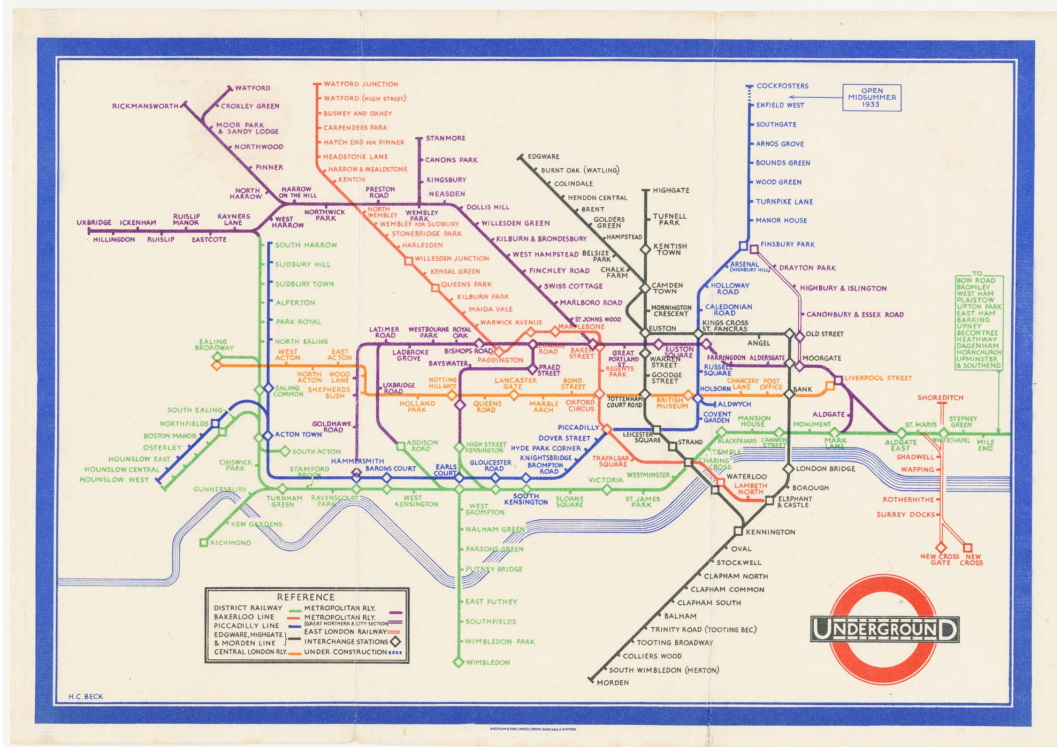 WATFORD
RICKMANSWORTH
CROXLEY GREEN
MOOR PARK
& SANDY LODGE
NORTHWOOD
PINNER
NORTH
HARROW
HARROW
ON THE HILL
NORTHWICK
PARK
PRESTON
ROAD
WEMBLEY
PARK
STANMORE
CANONS PARK
KINGSBURY
NEASDEN
DOLLIS HILL
WILLESDEN GREEN
KILBURN & BRONDESBURY
WEST HAMPSTEAD
FINCHLEY ROAD
SWISS COTTAGE
MARLBORO ROAD
ST JOHNS WOOD
UXBRIDGE
HILLINGDON
ICKENHAM
RUISLIP
RUISLIP
MANOR
EASTCOTE
RAYNERS
LANE
WEST
HARROW
WATFORD JUNCTION
WATFORD (HIGH STREET)
BUSHEY AND OXHEY
CARPENDERS PARK
HATCH END FOR PINNER
HEADSTONE LANE
HARROW & WEALDSTONE
KENTON
NORTH
WEMBLEY
WEMBLEY FOR SUDBURY
STONEBRIDGE PARK
HARLESDEN
WILLESDEN JUNCTION
KENSAL GREEN
QUEENS PARK
KILBURN PARK
MAIDA VALE
WARWICK AVENUE
PADDINGTON
EDGWARE
BURNT OAK (WATLING)
COLINDALE
HENDON CENTRAL
BRENT
GOLDERS
GREEN
HAMPSTEAD
BELSIZE
PARK
CHALK
FARM
HIGHGATE
TUFNELL
PARK
KENTISH
TOWN
CAMDEN
TOWN
MORNINGTON
CRESCENT
EUSTON
COCKFOSTERS
OPEN
MIDSUMMER
1933
ENFIELD WEST
SOUTHGATE
ARNOS GROVE
BOUNDS GREEN
WOOD GREEN
TURNPIKE LANE
MANOR HOUSE
FINSBURY PARK
ARSENAL
(HIGHBURY HILL)
HOLLOWAY
ROAD
CALEDONIAN
ROAD
KINGS CROSS
ST. PANCRAS
DRAYTON PARK
HIGHBURY & ISLINGTON
CANONBURY & ESSEX ROAD
OLD STREET
ANGEL
MOORGATE
TO
BOW ROAD
BROMLEY
WEST HAM
PLAISTOW
UPTON PARK
EAST HAM
BARKING
UPNEY
BECONTREE
HEATHWAY
DAGENHAM
HORNCHURCH
UPMINSTER
& SOUTHEND
SOUTH HARROW
SUDBURY HILL
SUDBURY TOWN
ALPERTON
PARK ROYAL
NORTH EALING
EALING
BROADWAY
WEST
ACTON
EAST
ACTON
NORTH
ACTON
WOOD
LANE
SHEPHERDS
BUSH
LATIMER
ROAD
LADBROKE
GROVE
WESTBOURNE
PARK
ROYAL
OAK
BISHOPS ROAD
BAYSWATER
PRAED
STREET
BAKER
STREET
GREAT
PORTLAND
ST
REGENTS
PARK
EUSTON
SQUARE
WARREN
STREET
GOODGE
STREET
RUSSELL
SQUARE
FARRINGDON
ALDERSGATE
UXBRIDGE
ROAD
NOTTING
HILL GATE
HOLLAND
PARK
LANCASTER
GATE
QUEENS
ROAD
MARBLE
ARCH
BOND
STREET
OXFORD
CIRCUS
TOTTENHAM
COURT ROAD
BRITISH
MUSEUM
HOLBORN
CHANCERY
LANE
POST
OFFICE
BANK
LIVERPOOL STREET
ALDWYCH
COVENT
GARDEN
ALDGATE
EALING
COMMON
SOUTH EALING
NORTHFIELDS
BOSTON MANOR
OSTERLEY
HOUNSLOW EAST
HOUNSLOW CENTRAL
HOUNSLOW WEST
ACTON TOWN
SOUTH ACTON
CHISWICK
PARK
GUNNERSBURY
KEW GARDENS
RICHMOND
TURNHAM
GREEN
STAMFORD
BROOK
RAVENSCOURT
PARK
GOLDHAWK
ROAD
HAMMERSMITH
BARONS COURT
WEST
KENSINGTON
ADDISON
ROAD
HIGH STREET
KENSINGTON
EARLS
COURT
GLOUCESTER
ROAD
SOUTH
KENSINGTON
PICCADILLY
DOVER STREET
HYDE PARK CORNER
KNIGHTSBRIDGE
BROMPTON
ROAD
SLOANE
SQUARE
VICTORIA
ST. JAMES
PARK
WESTMINSTER
TRAFALGAR
SQUARE
LEICESTER
SQUARE
STRAND
CHARING
CROSS
TEMPLE
BLACKFRIARS
MANSION
HOUSE
CANNON
STREET
MONUMENT
MARK
LANE
ALDGATE
EAST
ST. MARYS
SHOREDITCH
STEPNEY
GREEN
WHITECHAPEL
MILE
END
SHADWELL
WAPPING
ROTHERHITHE
SURREY DOCKS
NEW CROSS
GATE
NEW
CROSS
WATERLOO
LAMBETH
NORTH
LONDON BRIDGE
BOROUGH
ELEPHANT
& CASTLE
KENNINGTON
OVAL
STOCKWELL
CLAPHAM NORTH
CLAPHAM COMMON
CLAPHAM SOUTH
BALHAM
TRINITY ROAD (TOOTING BEC)
TOOTING BROADWAY
COLLIERS WOOD
SOUTH WIMBLEDON (MERTON)
MORDEN
WEST
BROMPTON
WALHAM GREEN
PARSONS GREEN
PUTNEY BRIDGE
EAST PUTNEY
SOUTHFIELDS
WIMBLEDON PARK
WIMBLEDON
REFERENCE
DISTRICT RAILWAY
BAKERLOO LINE
PICCADILLY LINE
EDGWARE, HIGHGATE
& MORDEN LINE
CENTRAL LONDON RLY.
METROPOLITAN RLY.
METROPOLITAN RLY.
(GREAT NORTHERN & CITY SECTION)
EAST LONDON RAILWAY
INTERCHANGE STATIONS
UNDER CONSTRUCTION
UNDERGROUND
H.C. BECK